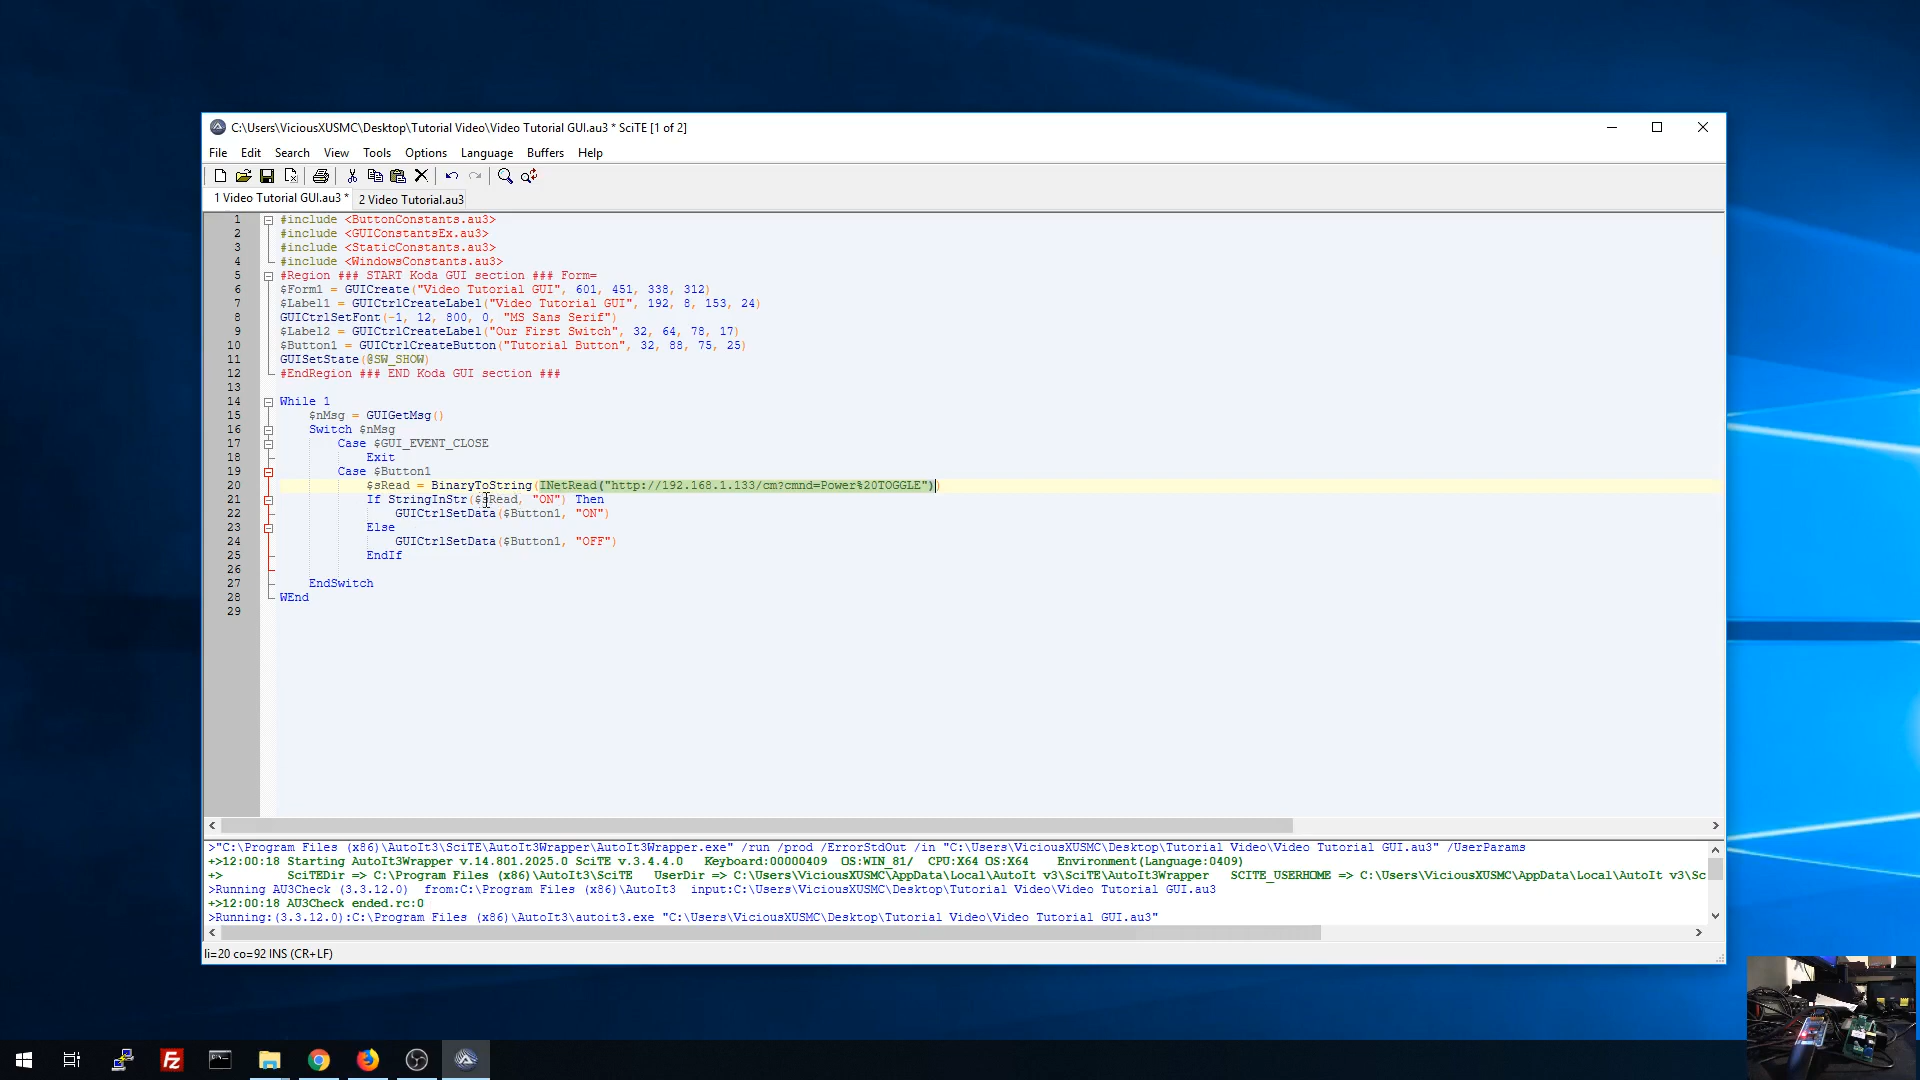 C:\Users\ViciousXUSMC\Desktop\Tutorial Video\Video Tutorial GUI.au3 * SciTE [1 of 2]
File Edit Search View Tools Options Language Buffers Help
1 Video Tutorial GUI.au3 * 2 Video Tutorial.au3
1 #include <ButtonConstants.au3>
2 #include <GUIConstantsEx.au3>
3 #include <StaticConstants.au3>
4 #include <WindowsConstants.au3>
5 #Region ### START Koda GUI section ### Form=
6 $Form1 = GUICreate("Video Tutorial GUI", 601, 451, 338, 312)
7 $Label1 = GUICtrlCreateLabel("Video Tutorial GUI", 192, 8, 153, 24)
8 GUICtrlSetFont(-1, 12, 800, 0, "MS Sans Serif")
9 $Label2 = GUICtrlCreateLabel("Our First Switch", 32, 64, 78, 17)
10 $Button1 = GUICtrlCreateButton("Tutorial Button", 32, 88, 75, 25)
11 GUISetState(@SW_SHOW)
12 #EndRegion ### END Koda GUI section ###
13
14 While 1
15 $nMsg = GUIGetMsg()
16 Switch $nMsg
17 Case $GUI_EVENT_CLOSE
18 Exit
19 Case $Button1
20 $sRead = BinaryToString(INetRead("http://192.168.1.133/cm?cmnd=Power%20TOGGLE"))
21 If StringInStr($sRead, "ON") Then
22 GUICtrlSetData($Button1, "ON")
23 Else
24 GUICtrlSetData($Button1, "OFF")
25 EndIf
26
27 EndSwitch
28 WEnd
29
>"C:\Program Files (x86)\AutoIt3\SciTE\AutoIt3Wrapper\AutoIt3Wrapper.exe" /run /prod /ErrorStdOut /in "C:\Users\ViciousXUSMC\Desktop\Tutorial Video\Video Tutorial GUI.au3" /UserParams
+>12:00:18 Starting AutoIt3Wrapper v.14.801.2025.0 SciTE v.3.4.4.0 Keyboard:00000409 OS:WIN_81/ CPU:X64 OS:X64 Environment(Language:0409)
+> SciTEDir => C:\Program Files (x86)\AutoIt3\SciTE UserDir => C:\Users\ViciousXUSMC\AppData\Local\AutoIt v3\SciTE\AutoIt3Wrapper SCITE_USERHOME => C:\Users\ViciousXUSMC\AppData\Local\AutoIt v3\Sc
>Running AU3Check (3.3.12.0) from:C:\Program Files (x86)\AutoIt3 input:C:\Users\ViciousXUSMC\Desktop\Tutorial Video\Video Tutorial GUI.au3
+>12:00:18 AU3Check ended.rc:0
>Running:(3.3.12.0):C:\Program Files (x86)\AutoIt3\autoit3.exe "C:\Users\ViciousXUSMC\Desktop\Tutorial Video\Video Tutorial GUI.au3"
li=20 co=92 INS (CR+LF)
Fz